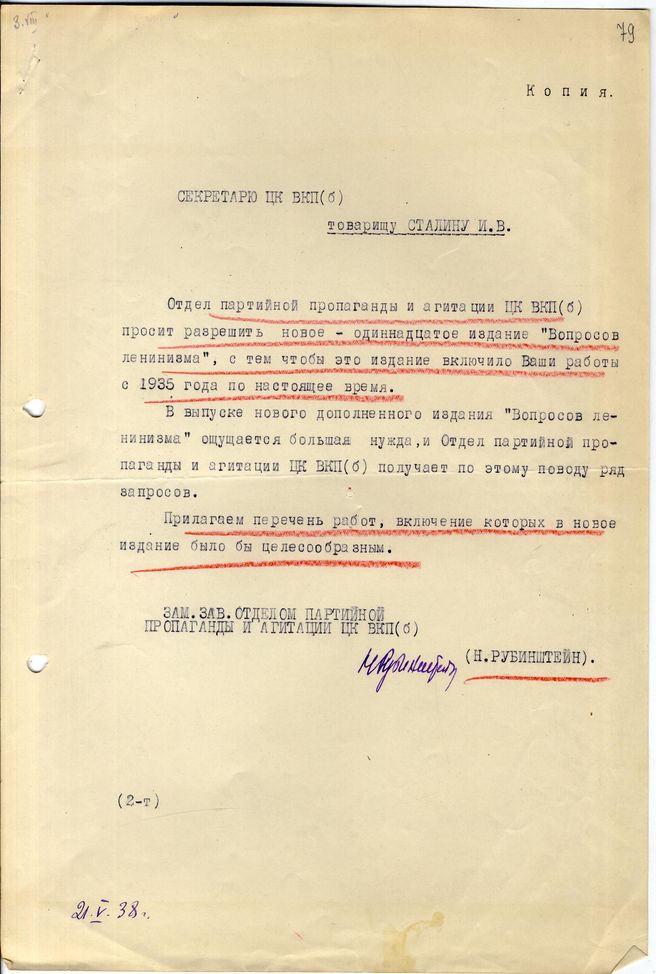 3.VIII
79
Копия.
СЕКРЕТАРЮ ЦК ВКП(б)
товарищу СТАЛИНУ И.В.
Отдел партийной пропаганды и агитации ЦК ВКП(б)
просит разрешить новое - одиннадцатое издание "Вопросов
ленинизма", с тем чтобы это издание включило Ваши работы
с 1935 года по настоящее время.
В выпуске нового дополненного издания "Вопросов ле-
нинизма" ощущается большая нужда,и Отдел партийной про-
паганды и агитации ЦК ВКП(б) получает по этому поводу ряд
запросов.
Прилагаем перечень работ, включение которых в новое
издание было бы целесообразным.
ЗАМ.ЗАВ.ОТДЕЛОМ ПАРТИЙНОЙ
ПРОПАГАНДЫ И АГИТАЦИИ ЦК ВКП(б)
(Н.РУБИНШТЕЙН).
(2-т)
21.V.38г.